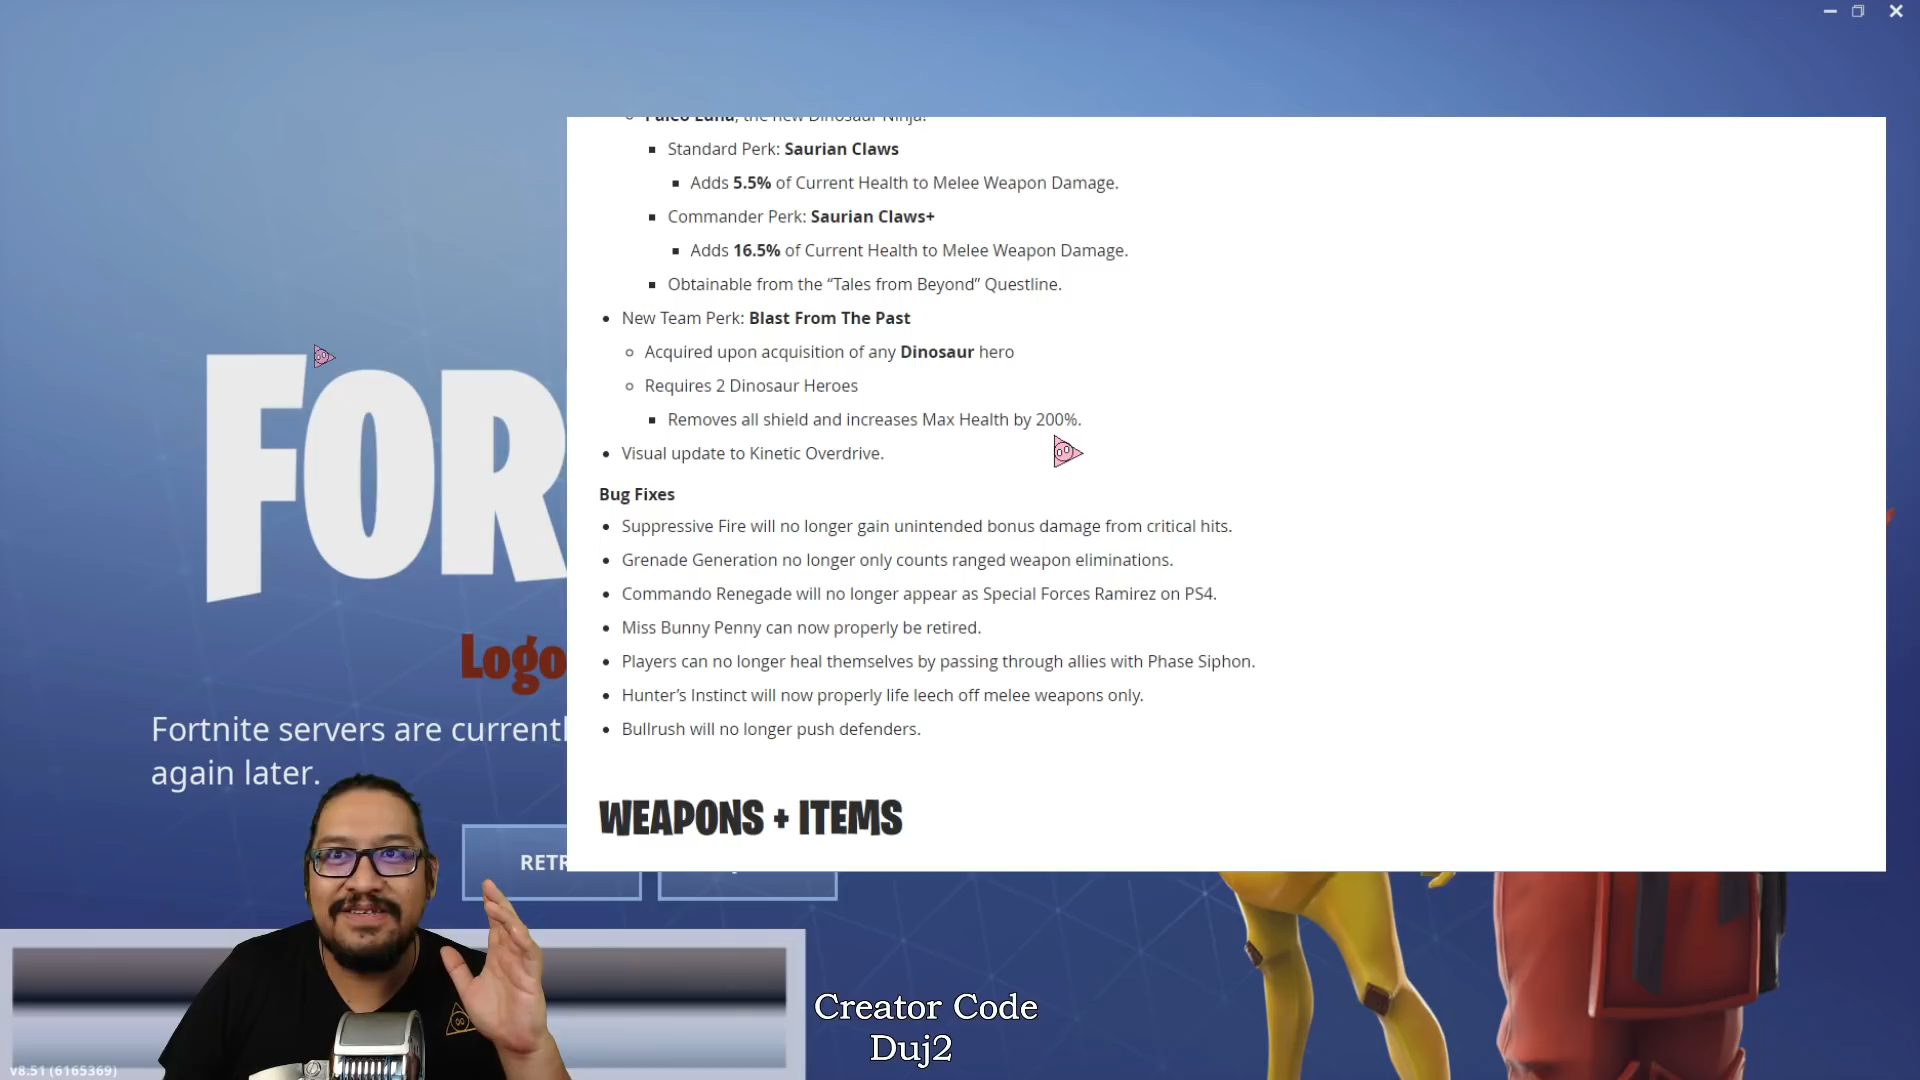 Paleo Luna, the new Dinosaur Ninja!
▪ Standard Perk: Saurian Claws
▪ Adds 5.5% of Current Health to Melee Weapon Damage.
▪ Commander Perk: Saurian Claws+
▪ Adds 16.5% of Current Health to Melee Weapon Damage.
▪ Obtainable from the “Tales from Beyond” Questline.
• New Team Perk: Blast From The Past
○ Acquired upon acquisition of any Dinosaur hero
○ Requires 2 Dinosaur Heroes
▪ Removes all shield and increases Max Health by 200%.
• Visual update to Kinetic Overdrive.
Bug Fixes
• Suppressive Fire will no longer gain unintended bonus damage from critical hits.
• Grenade Generation no longer only counts ranged weapon eliminations.
• Commando Renegade will no longer appear as Special Forces Ramirez on PS4.
• Miss Bunny Penny can now properly be retired.
• Players can no longer heal themselves by passing through allies with Phase Siphon.
• Hunter’s Instinct will now properly life leech off melee weapons only.
• Bullrush will no longer push defenders.
WEAPONS + ITEMS
FOR
Logo
Fortnite servers are currentl
again later.
RETR
Creator Code
Duj2
v8.51 (6165369)